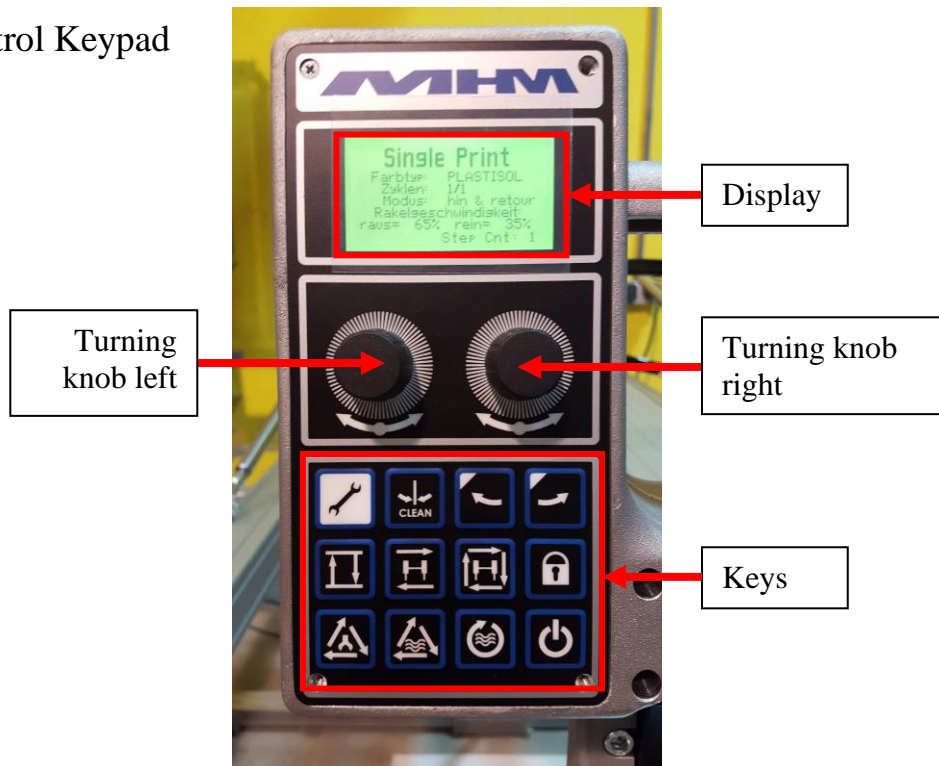 trol Keypad
MHM
Single Print
Farbtyp: PLASTISOL
Zyklen: 1/1
Modus: hin & retour
Rakelgeschwindigkeit:
raus= 65% rein= 35%
Step Cnt: 1
Display
Turning
knob left
Turning knob
right
CLEAN
Keys